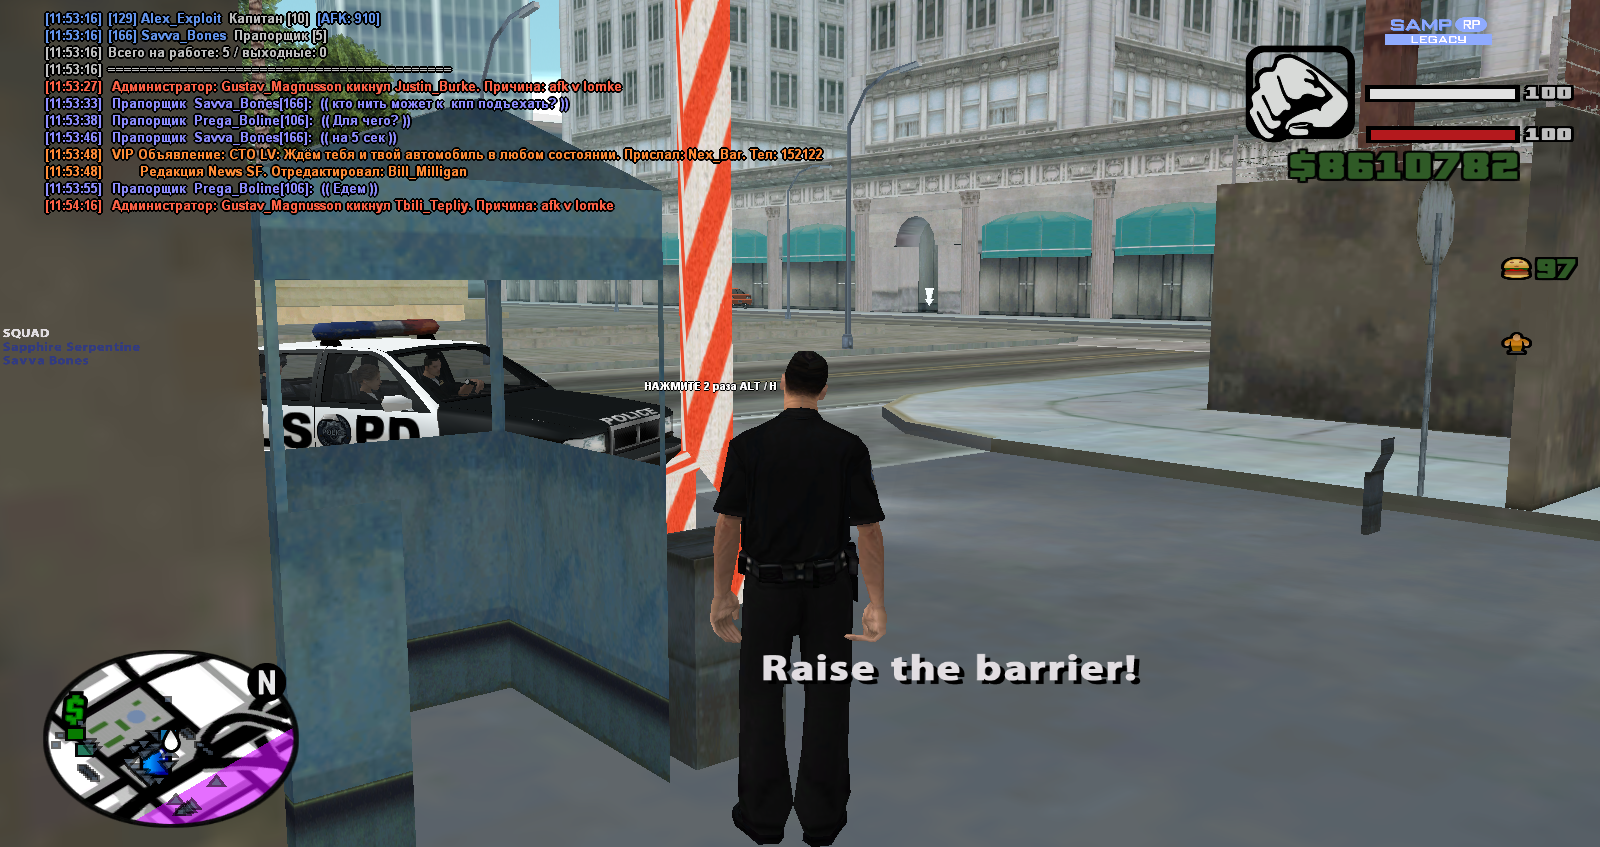 [11:53:16] [129] Alex_Exploit Капитан [10] [AFK: 910]
[11:53:16] [166] Savva_Bones Прапорщик [5]
[11:53:16] Всего на работе: 5 / выходные: 0
[11:53:16] ===========================================
[11:53:27] Администратор: Gustav_Magnusson кикнул Justin_Burke. Причина: afk v lomke
[11:53:33] Прапорщик Savva_Bones[166]: (( кто нить может к кпп подъехать? ))
[11:53:38] Прапорщик Prega_Boline[106]: (( Для чего? ))
[11:53:46] Прапорщик Savva_Bones[166]: (( на 5 сек ))
[11:53:48] VIP Объявление: СТО LV: Ждём тебя и твой автомобиль в любом состоянии. Прислал: Nex_Bar. Тел: 152122
[11:53:48] Редакция News SF. Отредактировал: Bill_Milligan
[11:53:55] Прапорщик Prega_Boline[106]: (( Едем ))
[11:54:16] Администратор: Gustav_Magnusson кикнул Tbili_Tepliy. Причина: afk v lomke
SAMP RP
LEGACY
100
100
$8610782
97
SQUAD
Sapphire Serpentine
Savva Bones
НАЖМИТЕ 2 раза ALT / H
POLICE
LSPD
Raise the barrier!
N
$